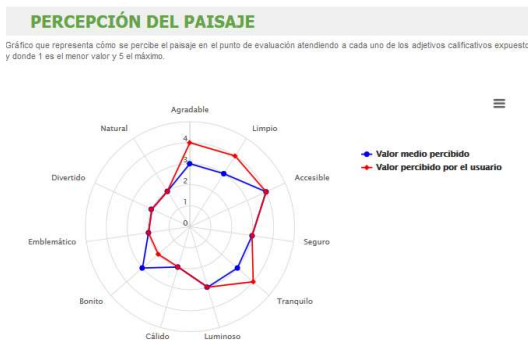 PERCEPCIÓN DEL PAISAJE
Gráfico que representa cómo se percibe el paisaje en el punto de evaluación atendiendo a cada uno de los adjetivos calificativos expuesto
y donde 1 es el menor valor y 5 el máximo.
Agradable
Natural
Limpio
4
Valor medio percibido
3
Valor percibido por el usuario
Divertido
2
Accesible
1
0
Emblemático
Seguro
Bonito
Tranquilo
Cálido
Luminoso